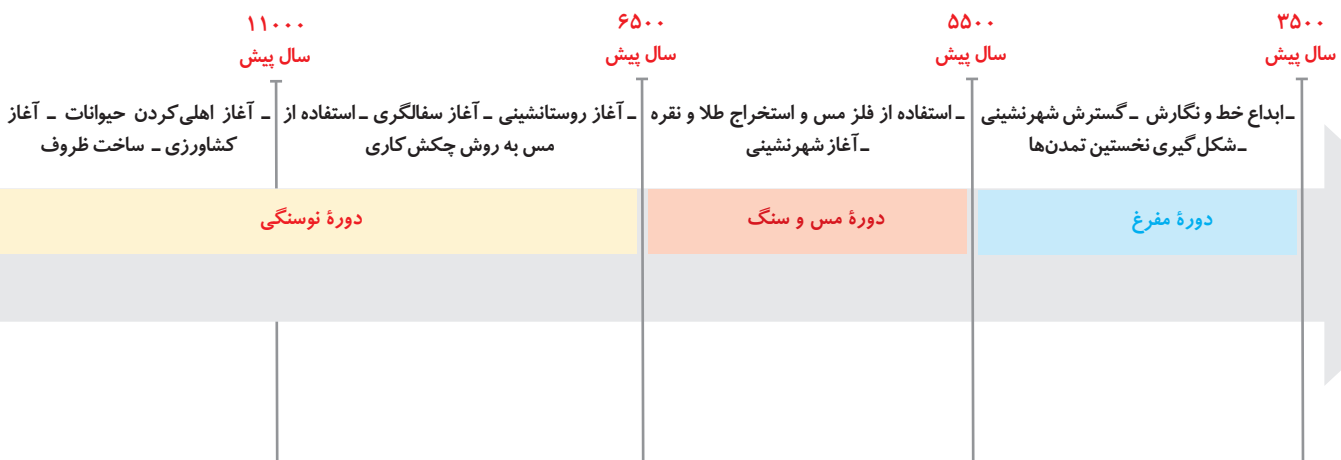 ۱۱۰۰۰
سال پیش
۶۵۰۰
سال پیش
۵۵۰۰
سال پیش
۳۵۰۰
سال پیش
ـ آغاز اهلی کردن حیوانات ـ آغاز
کشاورزی ـ ساخت ظروف
ـ آغاز روستانشینی ـ آغاز سفالگری ـ استفاده از
مس به روش چکش کاری
ـ استفاده از فلز مس و استخراج طلا و نقره
ـ آغاز شهرنشینی
ـ ابداع خط و نگارش ـ گسترش شهرنشینی
ـ شکل گیری نخستین تمدن‌ها
دورهٔ نوسنگی
دورهٔ مس و سنگ
دورهٔ مفرغ